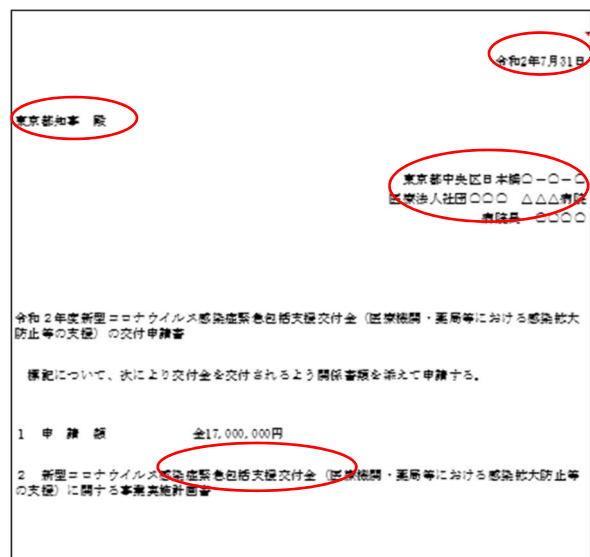 令和2年7月31日
東京都知事　殿
東京都中央区日本橋〇－〇－〇
医療法人社団〇〇〇　△△△病院
病院長　〇〇〇〇
令和２年度新型コロナウイルス感染症緊急包括支援交付金（医療機関・薬局等における感染拡大
防止等の支援）の交付申請書
標記について、次により交付金を交付されるよう関係書類を添えて申請する。
１　申　請　額　　　　　金17,000,000円
２　新型コロナウイルス感染症緊急包括支援交付金（医療機関・薬局等における感染拡大防止等
の支援）に関する事業実施計画書